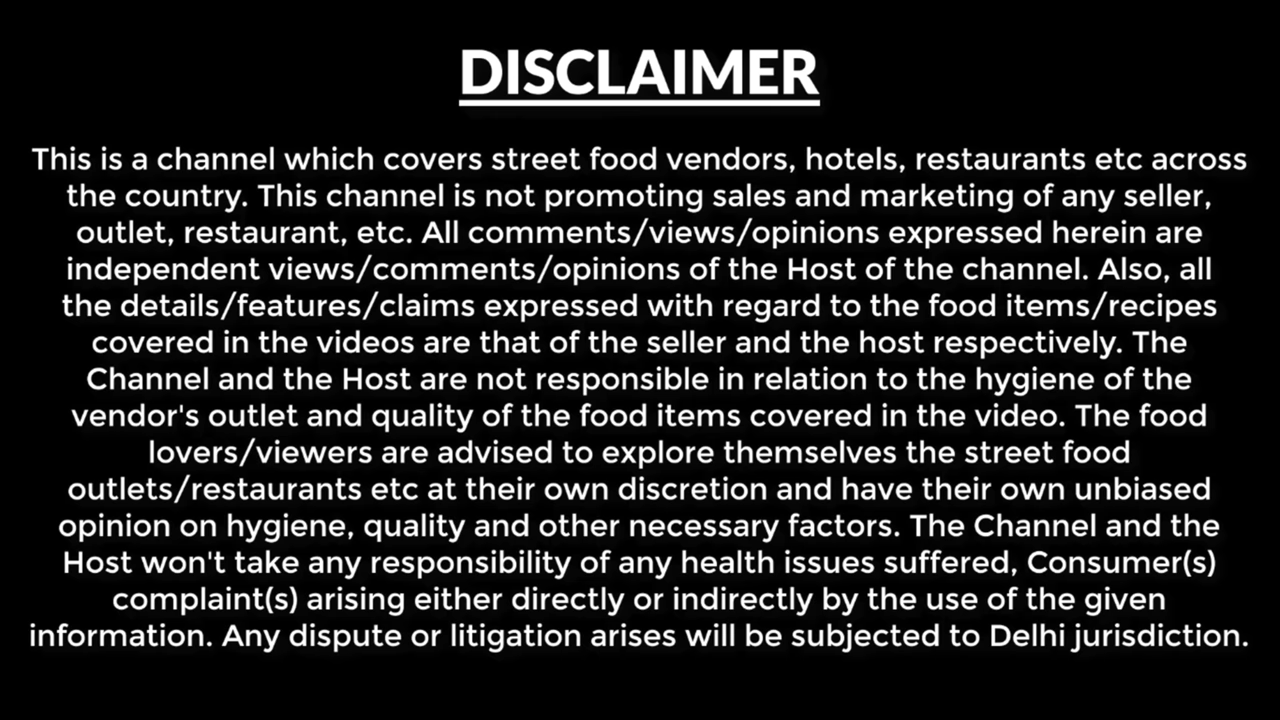 DISCLAIMER
This is a channel which covers street food vendors, hotels, restaurants etc across
the country. This channel is not promoting sales and marketing of any seller,
outlet, restaurant, etc. All comments/views/opinions expressed herein are
independent views/comments/opinions of the Host of the channel. Also, all
the details/features/claims expressed with regard to the food items/recipes
covered in the videos are that of the seller and the host respectively. The
Channel and the Host are not responsible in relation to the hygiene of the
vendor's outlet and quality of the food items covered in the video. The food
lovers/viewers are advised to explore themselves the street food
outlets/restaurants etc at their own discretion and have their own unbiased
opinion on hygiene, quality and other necessary factors. The Channel and the
Host won't take any responsibility of any health issues suffered, Consumer(s)
complaint(s) arising either directly or indirectly by the use of the given
information. Any dispute or litigation arises will be subjected to Delhi jurisdiction.